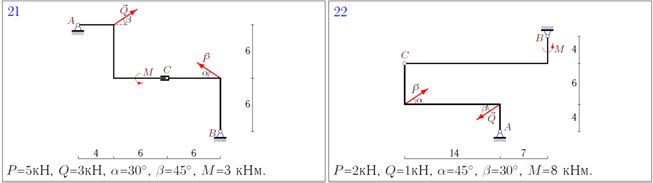 21
A
Q
β
6
M
C
P
α
6
B
4 6 6
P=5кН, Q=3кН, α=30°, β=45°, M=3 кНм.
22
B
M
4
C
6
P
α
β
Q
4
A
14 7
P=2кН, Q=1кН, α=45°, β=30°, M=8 кНм.